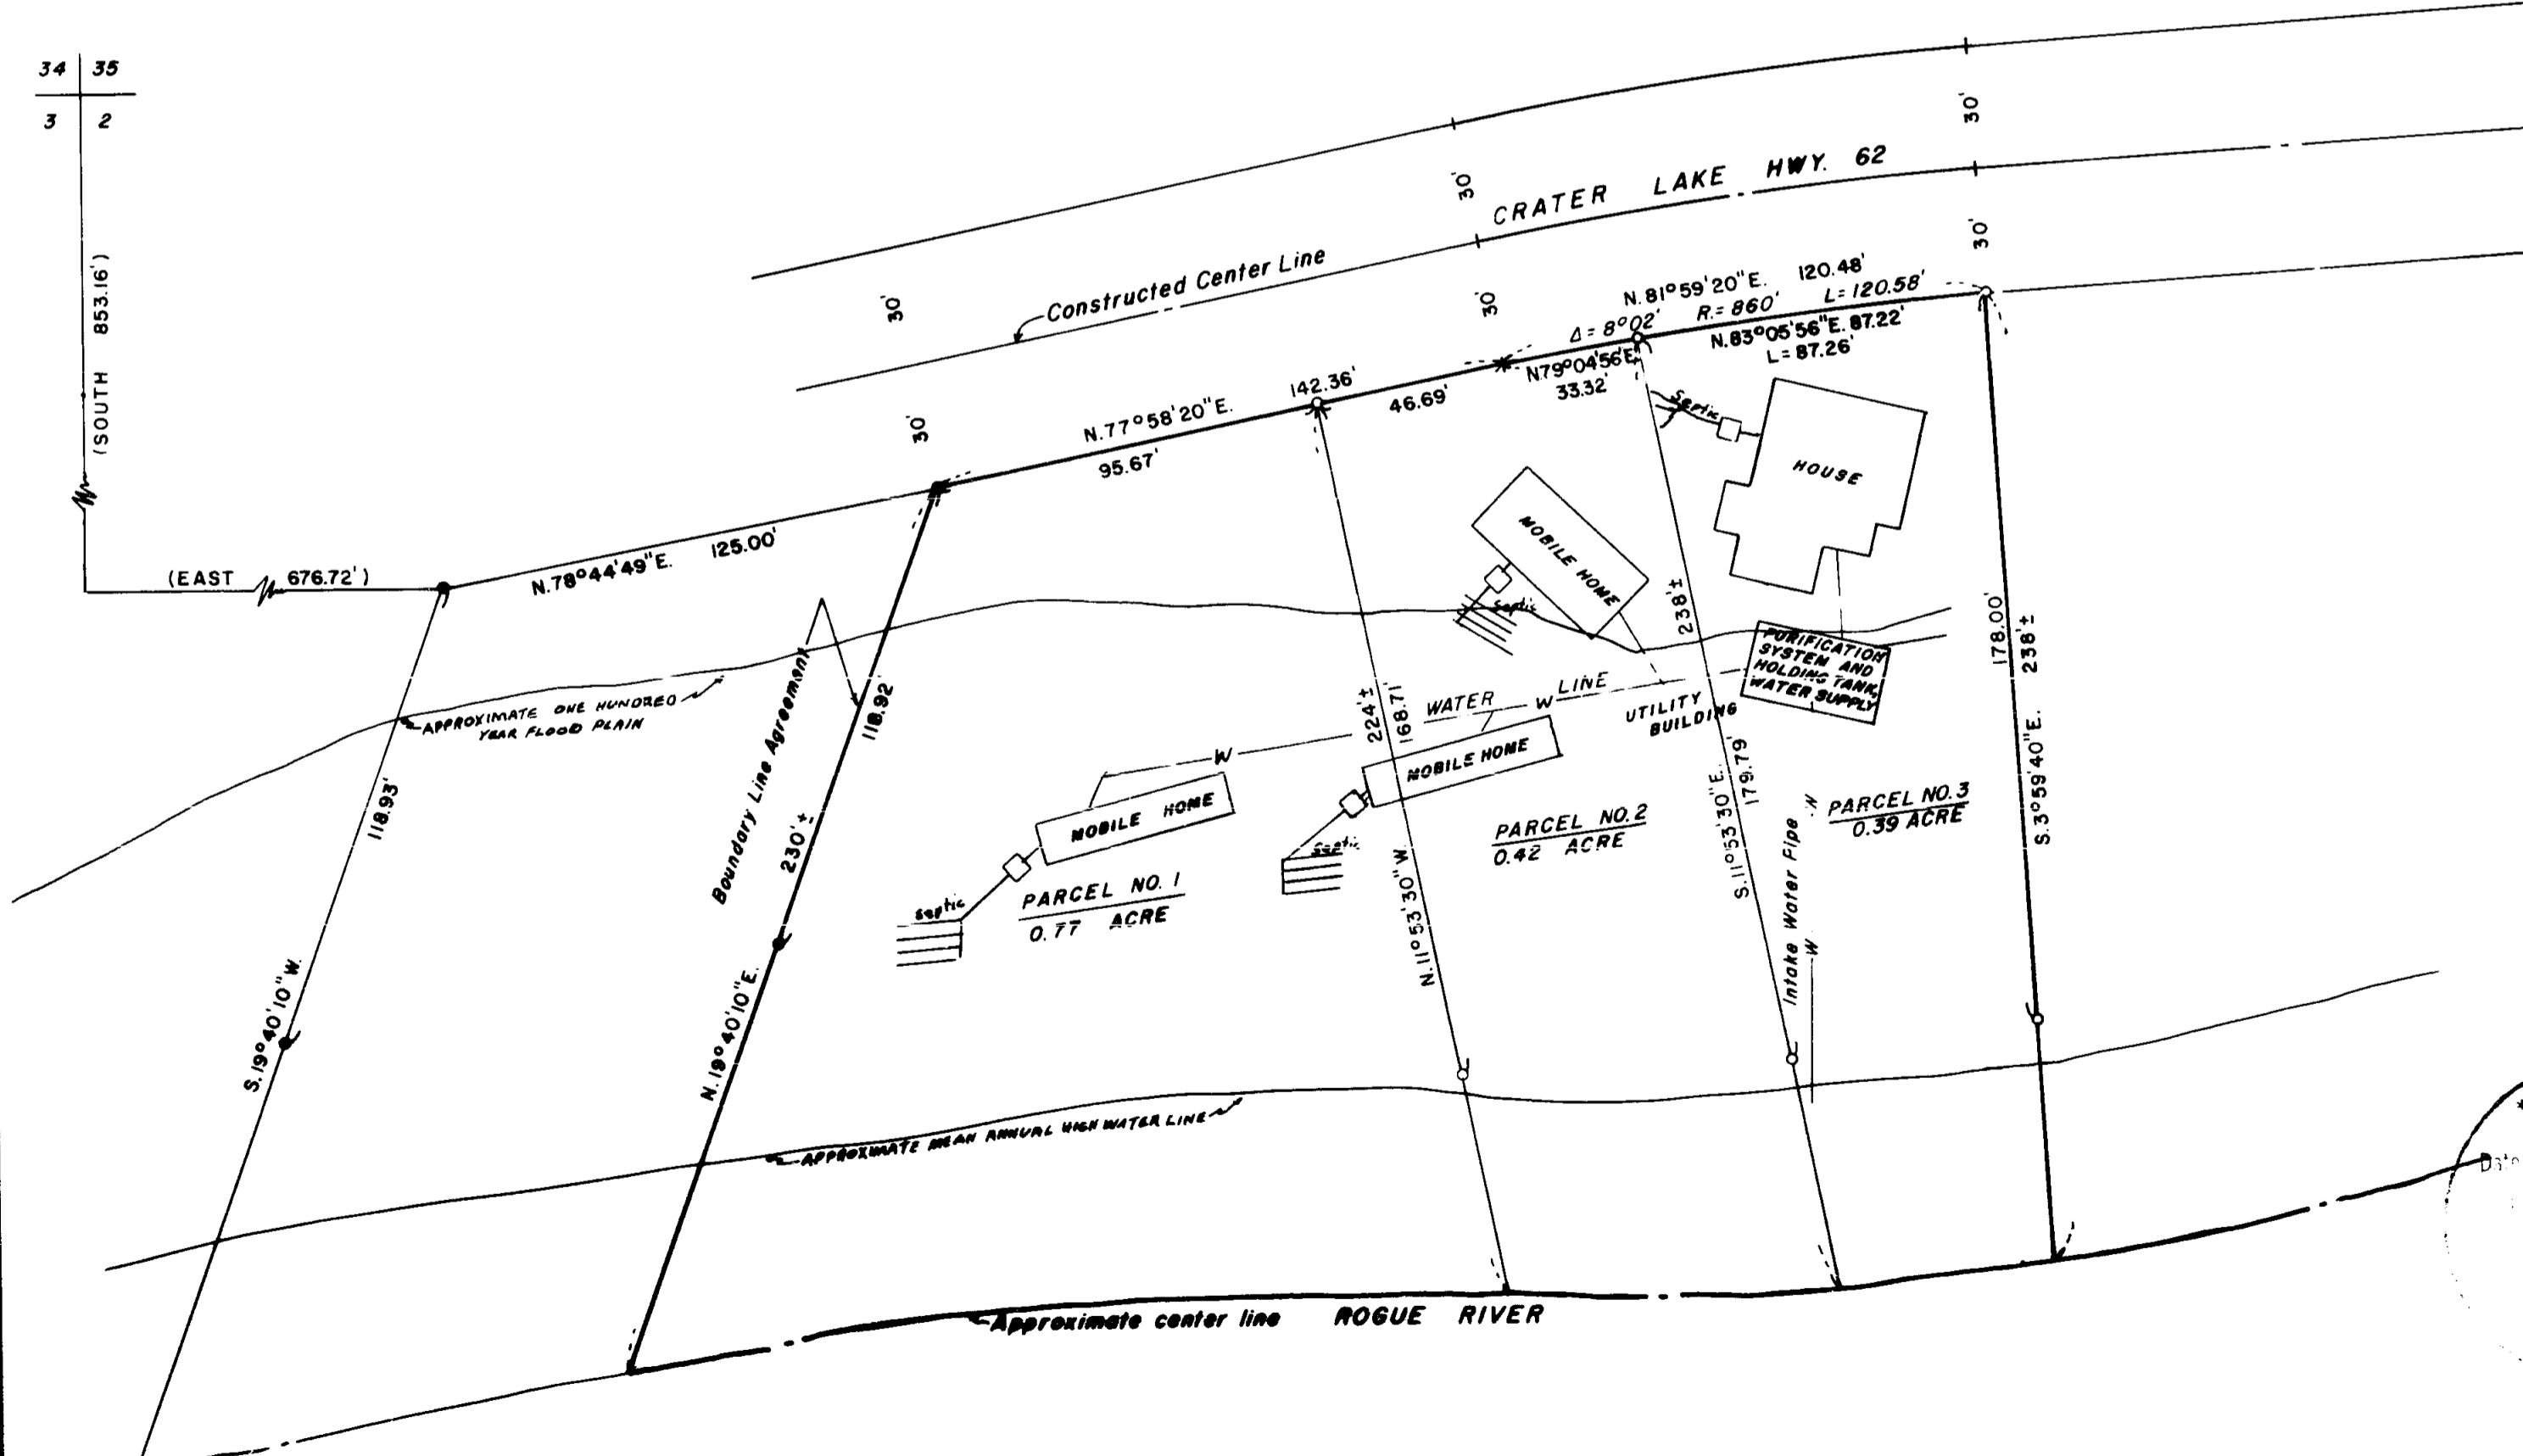 34 35
3 2
(SOUTH 853.16')
(EAST 676.72')
30'
30'
CRATER LAKE HWY. 62
30'
30'
Constructed Center Line
30'
30'
N.81°59'20"E. 120.48'
Δ = 8°02' R.= 860' L=120.58'
N.83°05'56"E. 87.22'
L=87.26'
N79°04'56"E
33.32'
142.36'
46.69'
N.77°58'20"E.
95.67'
N.78°44'49"E. 125.00'
Septic
HOUSE
MOBILE HOME
Septic
238'±
178.00'
238'±
PURIFICATION
SYSTEM AND
HOLDING TANK,
WATER SUPPLY
UTILITY
BUILDING
WATER W LINE
W
224'±
168.71'
Boundary Line Agreement
118.92'
APPROXIMATE ONE HUNDRED
YEAR FLOOD PLAIN
118.93'
230'±
MOBILE HOME
MOBILE HOME
Septic
Septic
PARCEL NO. 1
0.77 ACRE
PARCEL NO. 2
0.42 ACRE
PARCEL NO. 3
0.39 ACRE
N.11°53'30"W.
S.11°53'30"E.
179.79'
Intake Water Pipe
W
S.3°59'40"E.
S.19°40'10"W.
N.19°40'10"E.
APPROXIMATE MEAN ANNUAL HIGH WATER LINE
Approximate center line ROGUE RIVER